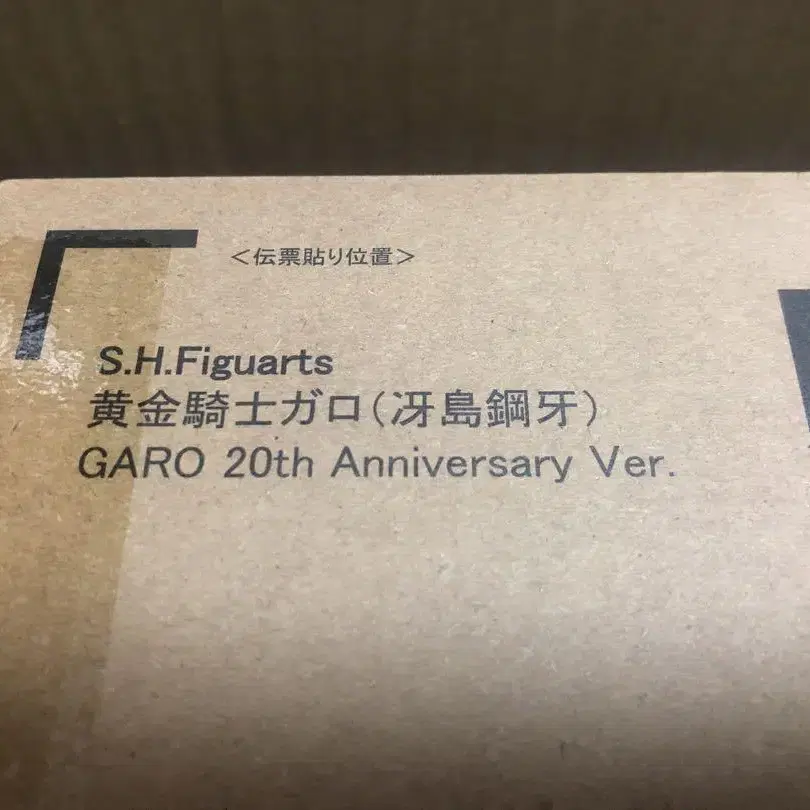 ＜伝票貼り位置＞
S.H.Figuarts
黄金騎士ガロ（冴島鋼牙）
GARO 20th Anniversary Ver.